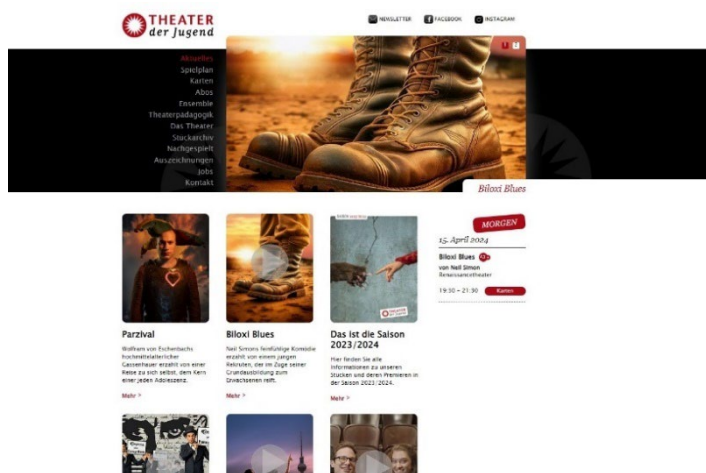 THEATER
der Jugend
NEWSLETTER
FACEBOOK
INSTAGRAM
Aktuelles
Spielplan
Karten
Abos
Ensemble
Theaterpädagogik
Das Theater
Stückarchiv
Nachgespielt
Auszeichnungen
Jobs
Kontakt
Biloxi Blues
Parzival
Wolfram von Eschenbachs
hochmittelalterlicher
Gassenhauer erzählt von einer
Reise zu sich selbst, dem Kern
einer jeden Adoleszenz.
Mehr >
Biloxi Blues
Neil Simons feinfühlige Komödie
erzählt von einem jungen
Rekruten, der im Zuge seiner
Grundausbildung zum
Erwachsenen reift.
Mehr >
Das ist die Saison
2023/2024
Hier finden Sie alle
Informationen zu unseren
Stücken und deren Premieren in
der Saison 2023/2024.
Mehr >
MORGEN
15. April 2024
Biloxi Blues
von Neil Simon
Renaissancetheater
19:30 – 21:30 Karten